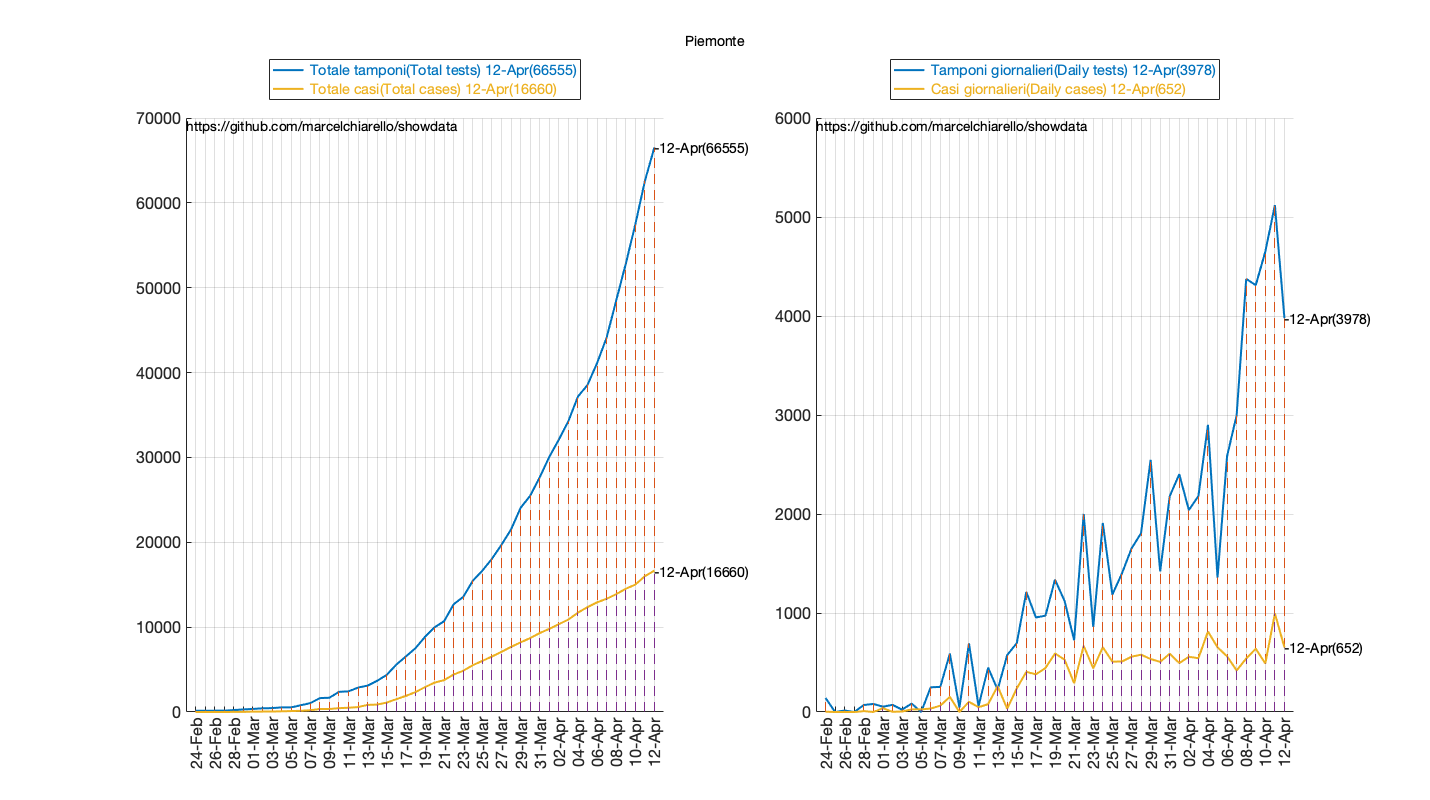 Piemonte
Totale tamponi(Total tests) 12-Apr(66555)
Totale casi(Total cases) 12-Apr(16660)
70000
https://github.com/marcelchiarello/showdata
12-Apr(66555)
60000
50000
40000
30000
20000
12-Apr(16660)
10000
0
24-Feb
26-Feb
28-Feb
01-Mar
03-Mar
05-Mar
07-Mar
09-Mar
11-Mar
13-Mar
15-Mar
17-Mar
19-Mar
21-Mar
23-Mar
25-Mar
27-Mar
29-Mar
31-Mar
02-Apr
04-Apr
06-Apr
08-Apr
10-Apr
12-Apr
Tamponi giornalieri(Daily tests) 12-Apr(3978)
Casi giornalieri(Daily cases) 12-Apr(652)
6000
https://github.com/marcelchiarello/showdata
5000
4000
12-Apr(3978)
3000
2000
1000
12-Apr(652)
0
24-Feb
26-Feb
28-Feb
01-Mar
03-Mar
05-Mar
07-Mar
09-Mar
11-Mar
13-Mar
15-Mar
17-Mar
19-Mar
21-Mar
23-Mar
25-Mar
27-Mar
29-Mar
31-Mar
02-Apr
04-Apr
06-Apr
08-Apr
10-Apr
12-Apr